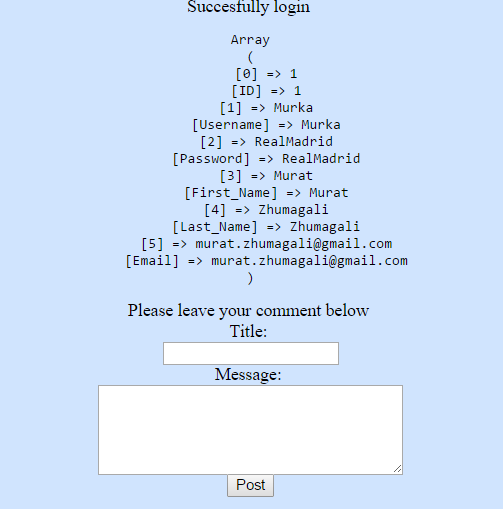 Succesfully login
Array
(
[0] => 1
[ID] => 1
[1] => Murka
[Username] => Murka
[2] => RealMadrid
[Password] => RealMadrid
[3] => Murat
[First_Name] => Murat
[4] => Zhumagali
[Last_Name] => Zhumagali
[5] => murat.zhumagali@gmail.com
[Email] => murat.zhumagali@gmail.com
)
Please leave your comment below
Title:
Message:
Post